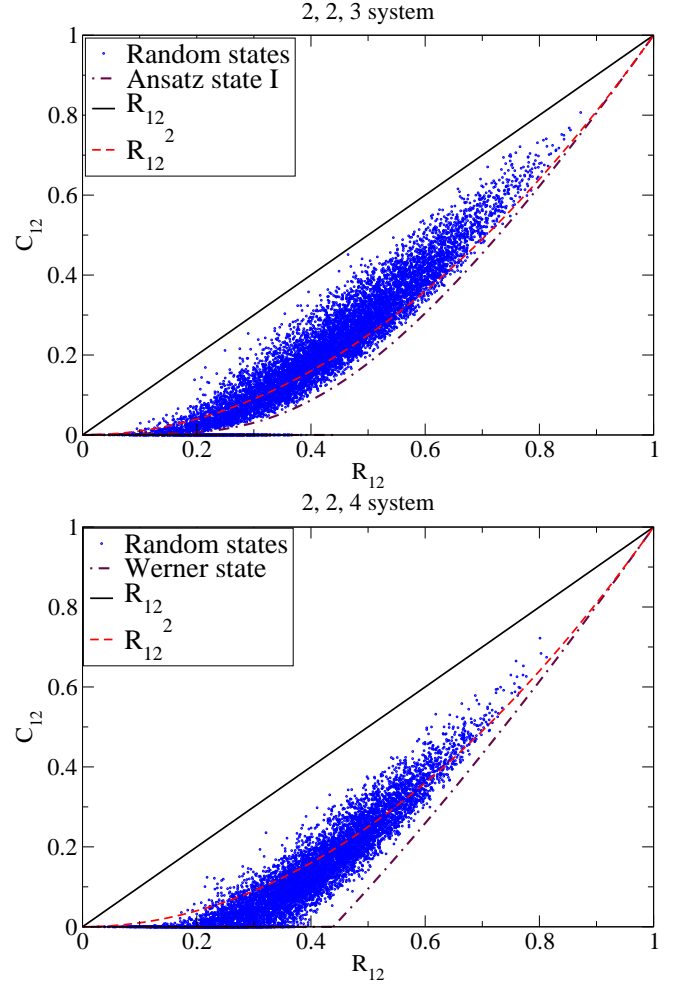 2, 2, 3 system
Random states
Ansatz state I
R12
R12^2
1
0.8
0.6
0.4
0.2
0
C12
0 0.2 0.4 0.6 0.8 1
R12
2, 2, 4 system
Random states
Werner state
R12
R12^2
1
0.8
0.6
0.4
0.2
0
C12
0 0.2 0.4 0.6 0.8 1
R12